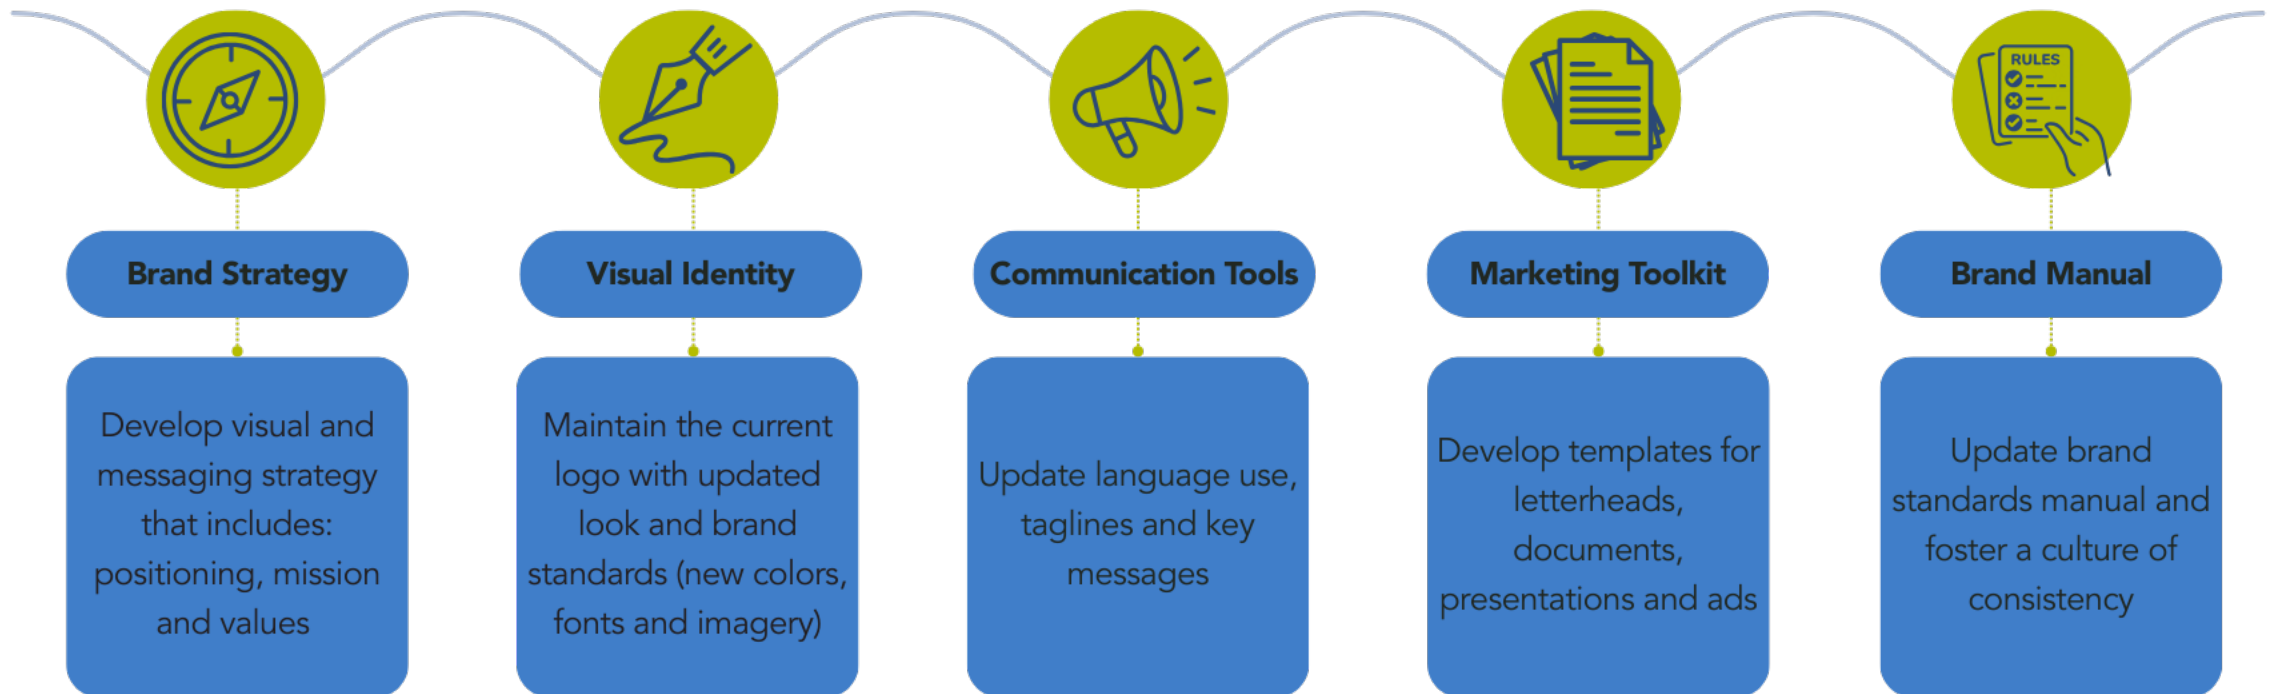 RULES
Brand Strategy
Develop visual and
messaging strategy
that includes:
positioning, mission
and values
Visual Identity
Maintain the current
logo with updated
look and brand
standards (new colors,
fonts and imagery)
Communication Tools
Update language use,
taglines and key
messages
Marketing Toolkit
Develop templates for
letterheads,
documents,
presentations and ads
Brand Manual
Update brand
standards manual and
foster a culture of
consistency